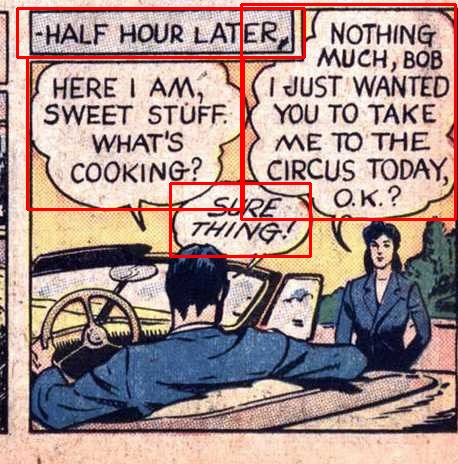 -HALF HOUR LATER,
HERE I AM,
SWEET STUFF.
WHAT'S
COOKING?
NOTHING
MUCH, BOB
I JUST WANTED
YOU TO TAKE
ME TO THE
CIRCUS TODAY,
O.K.?
SURE
THING!